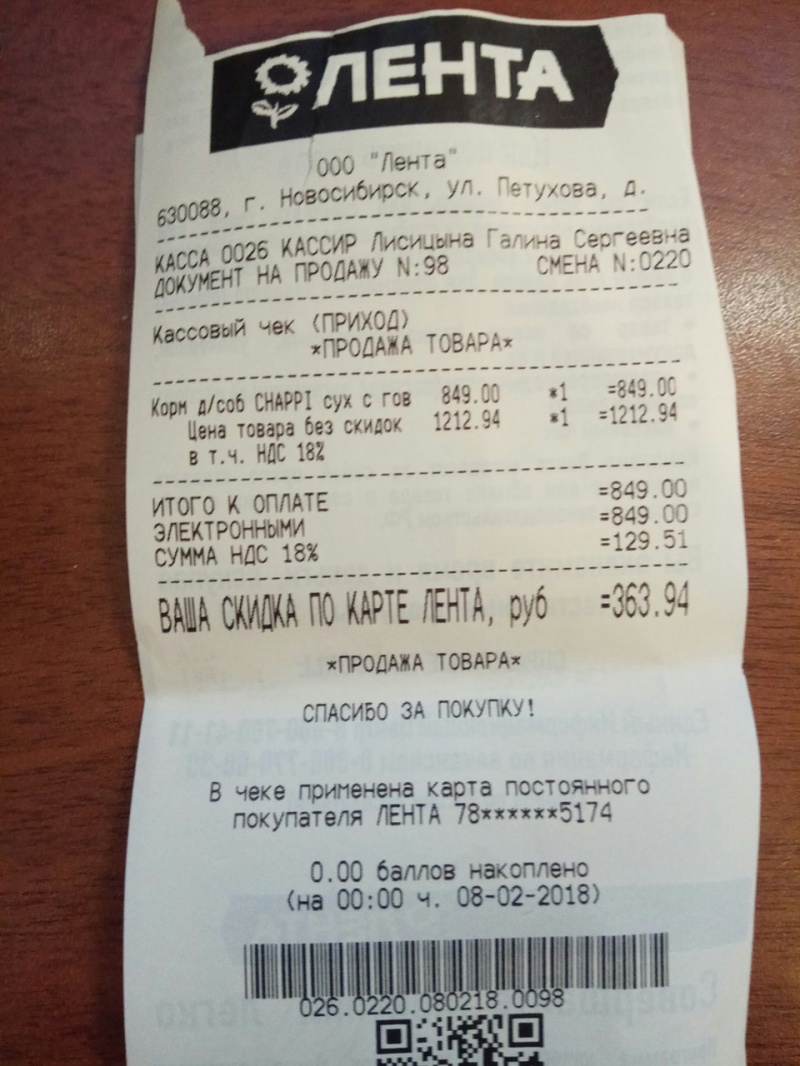 ЛЕНТА
ООО "Лента"
630088, г. Новосибирск, ул. Петухова, д.
КАССА 0026 КАССИР Лисицына Галина Сергеевна
ДОКУМЕНТ НА ПРОДАЖУ N:98 СМЕНА N:0220
Кассовый чек (ПРИХОД)
*ПРОДАЖА ТОВАРА*
Корм д/соб CHAPPI сух с гов 849.00 *1 =849.00
Цена товара без скидок 1212.94 *1 =1212.94
в т.ч. НДС 18%
ИТОГО К ОПЛАТЕ =849.00
ЭЛЕКТРОННЫМИ =849.00
СУММА НДС 18% =129.51
ВАША СКИДКА ПО КАРТЕ ЛЕНТА, руб =363.94
*ПРОДАЖА ТОВАРА*
СПАСИБО ЗА ПОКУПКУ!
В чеке применена карта постоянного
покупателя ЛЕНТА 78******5174
0.00 баллов накоплено
(на 00:00 ч. 08-02-2018)
026.0220.080218.0098